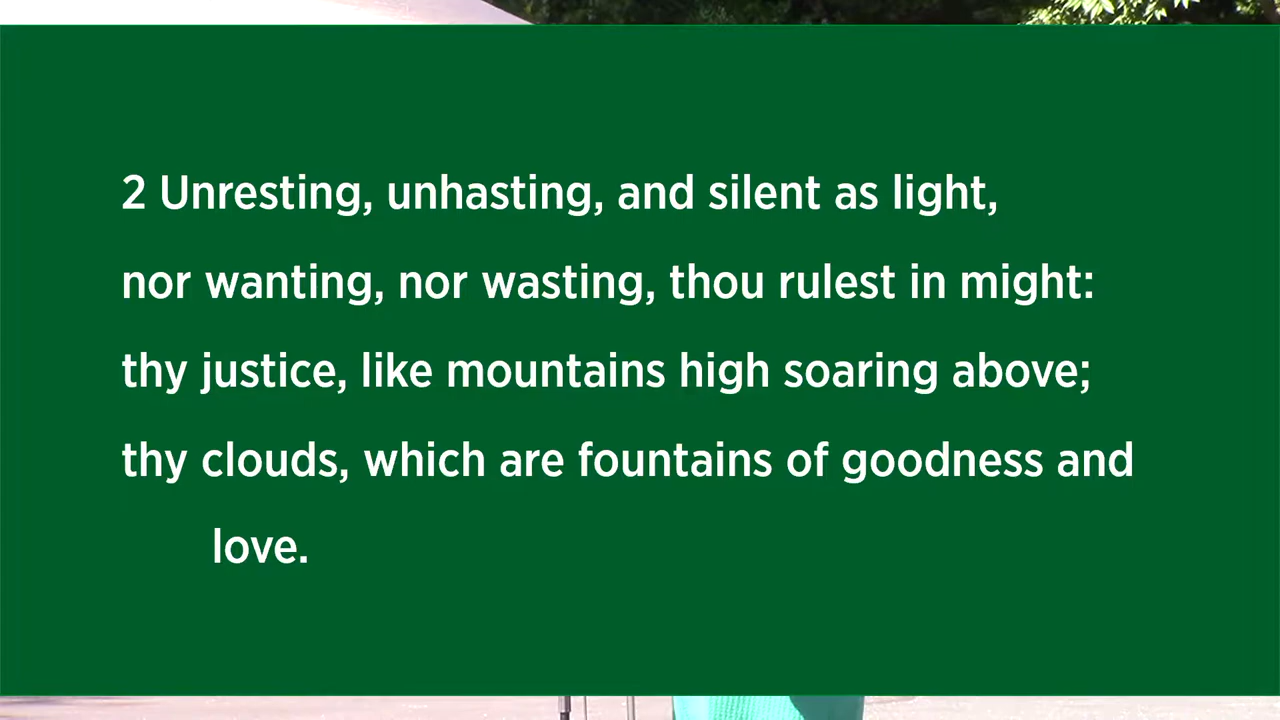 2 Unresting, unhasting, and silent as light,
nor wanting, nor wasting, thou rulest in might:
thy justice, like mountains high soaring above;
thy clouds, which are fountains of goodness and
love.